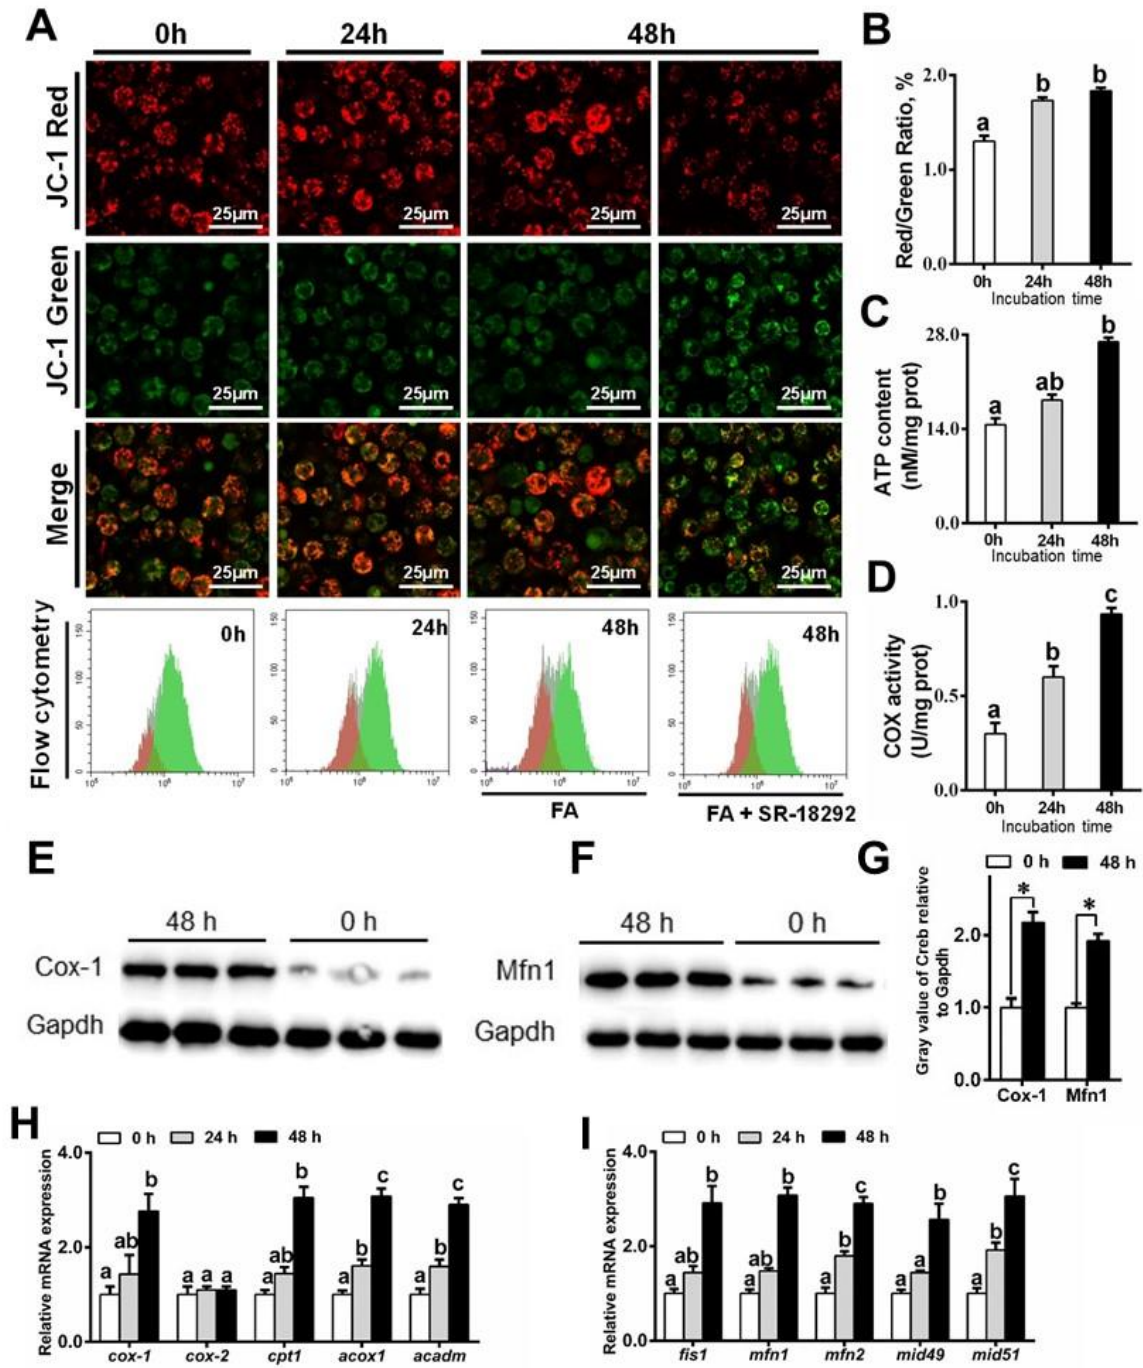 A
0h
24h
48h
JC-1 Red
25μm
25μm
25μm
25μm
JC-1 Green
25μm
25μm
25μm
25μm
Merge
25μm
25μm
25μm
25μm
Flow cytometry
0h
24h
48h
48h
FA
FA + SR-18292
B
Red/Green Ratio, %
2.0
1.0
0.0
a
b
b
0h 24h 48h
Incubation time
C
ATP content
(nM/mg prot)
28.0
14.0
0.0
a
ab
b
0h 24h 48h
Incubation time
D
COX activity
(U/mg prot)
1.0
0.5
0.0
a
b
c
0h 24h 48h
Incubation time
E
48 h 0 h
Cox-1
Gapdh
F
48 h 0 h
Mfn1
Gapdh
G
0 h 48 h
Gray value of Creb relative
to Gapdh
2.0
1.0
0.0
* *
Cox-1 Mfn1
H
0 h 24 h 48 h
Relative mRNA expression
4.0
2.0
0.0
a ab b
a a a
a ab b
a b c
a b c
cox-1 cox-2 cpt1 acox1 acadm
I
0 h 24 h 48 h
Relative mRNA expression
4.0
2.0
0.0
a ab b
a ab b
a b c
a a b
a b c
fis1 mfn1 mfn2 mid49 mid51